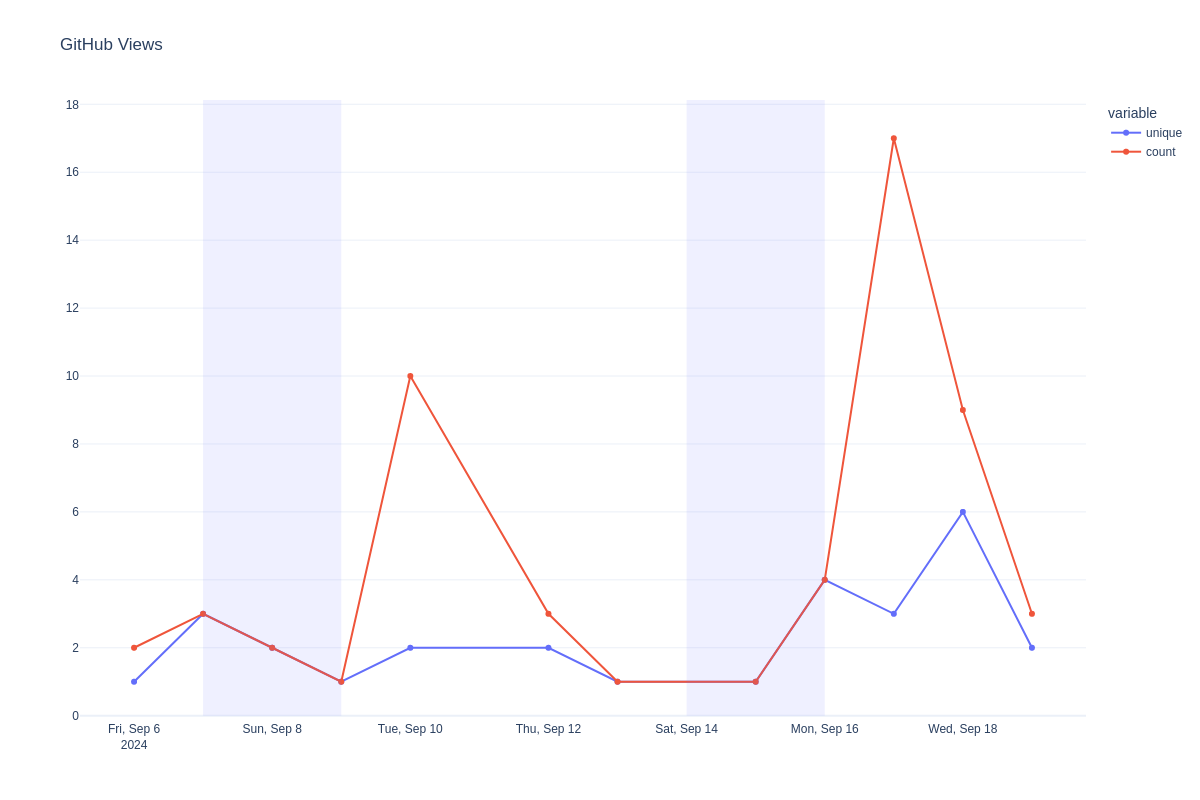 GitHub Views
18
16
14
12
10
8
6
4
2
0
Fri, Sep 6
2024
Sun, Sep 8
Tue, Sep 10
Thu, Sep 12
Sat, Sep 14
Mon, Sep 16
Wed, Sep 18
variable
unique
count